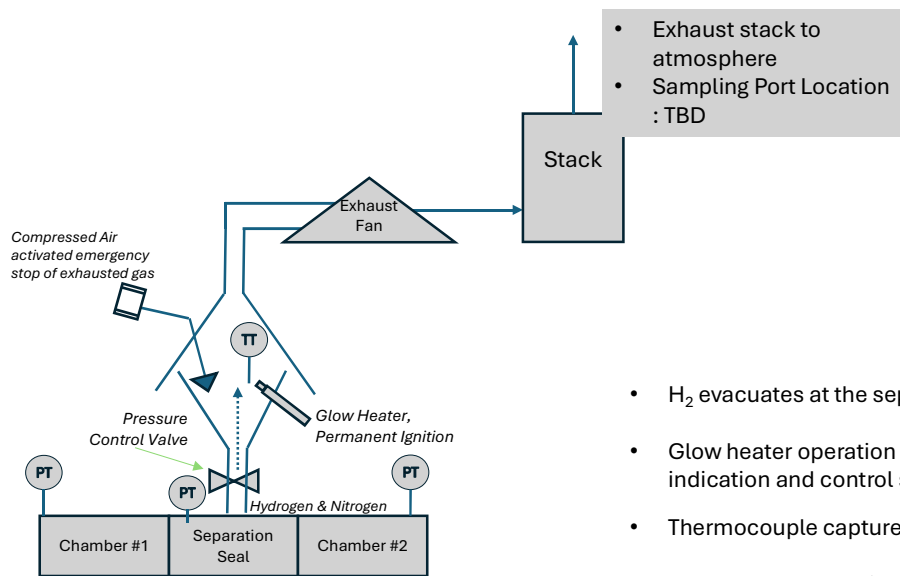 • Exhaust stack to
atmosphere
• Sampling Port Location
: TBD
Stack
Exhaust
Fan
Compressed Air
activated emergency
stop of exhausted gas
TT
Pressure
Control Valve
Glow Heater,
Permanent Ignition
PT
PT
PT
Hydrogen & Nitrogen
Chamber #1
Separation
Seal
Chamber #2
• H₂ evacuates at the sep
• Glow heater operation
indication and control s
• Thermocouple capture